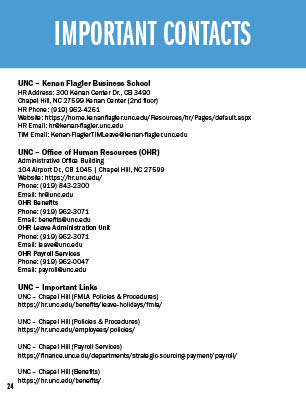 IMPORTANT CONTACTS
UNC – Kenan Flagler Business School
HR Address: 300 Kenan Center Dr., CB 3490
Chapel Hill, NC 27599 Kenan Center (2nd floor)
HR Phone: (919) 962-4261
Website: https://home.kenanflagler.unc.edu/Resources/hr/Pages/default.aspx
HR Email: hr@kenan-flagler.unc.edu
TIM Email: Kenan-FlaglerTIMLeave@kenan-flagler.unc.edu
UNC – Office of Human Resources (OHR)
Administrative Office Building
104 Airport Dr., CB 1045 | Chapel Hill, NC 27599
Website: https://hr.unc.edu/
Phone: (919) 843-2300
Email: hr@unc.edu
OHR Benefits
Phone: (919) 962-3071
Email: benefits@unc.edu
OHR Leave Administration Unit
Phone: (919) 962-3071
Email: leave@unc.edu
OHR Payroll Services
Phone: (919) 962-0047
Email: payroll@unc.edu
UNC – Important Links
UNC – Chapel Hill (FMLA Policies & Procedures)
https://hr.unc.edu/benefits/leave-holidays/fmla/
UNC – Chapel Hill (Policies & Procedures)
https://hr.unc.edu/employees/policies/
UNC – Chapel Hill (Payroll Services)
https://finance.unc.edu/departments/strategic-sourcing-payment/payroll/
UNC – Chapel Hill (Benefits)
https://hr.unc.edu/benefits/
24